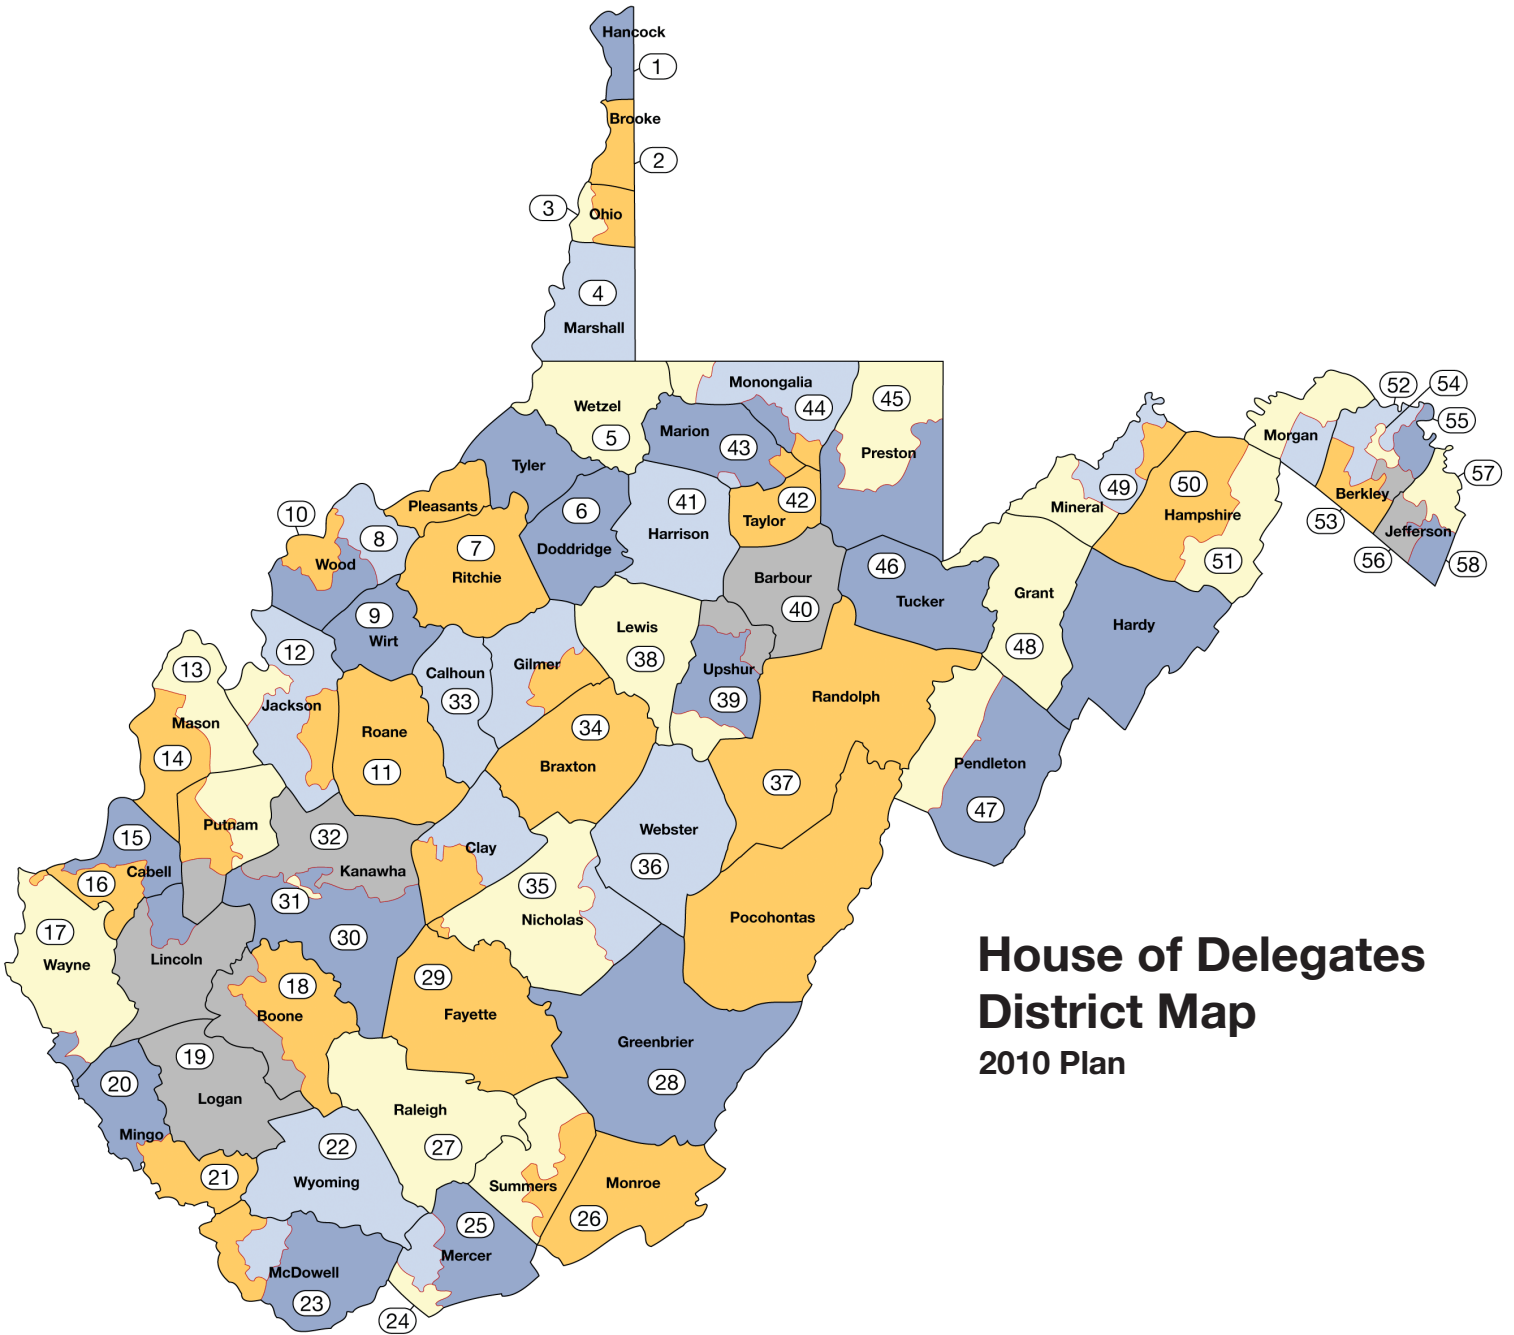 Hancock
1
Brooke
2
3
Ohio
4
Marshall
Wetzel
5
Monongalia
44
45
Preston
Marion
43
Tyler
6
Doddridge
41
Harrison
42
Taylor
Pleasants
7
Ritchie
10
8
Wood
9
Wirt
46
Tucker
Barbour
40
Lewis
38
Upshur
39
Gilmer
Calhoun
33
12
Jackson
13
Mason
14
Roane
11
34
Braxton
Randolph
37
49
Mineral
50
Hampshire
51
Grant
48
Hardy
Pendleton
47
Morgan
52
54
55
57
Berkley
53
Jefferson
56
58
15
Cabell
16
Putnam
32
Kanawha
31
30
Clay
35
Nicholas
Webster
36
Pocohontas
17
Wayne
Lincoln
18
Boone
29
Fayette
Greenbrier
28
19
Logan
20
Mingo
21
22
Wyoming
Raleigh
27
Summers
Monroe
26
25
Mercer
McDowell
23
24
House of Delegates
District Map
2010 Plan